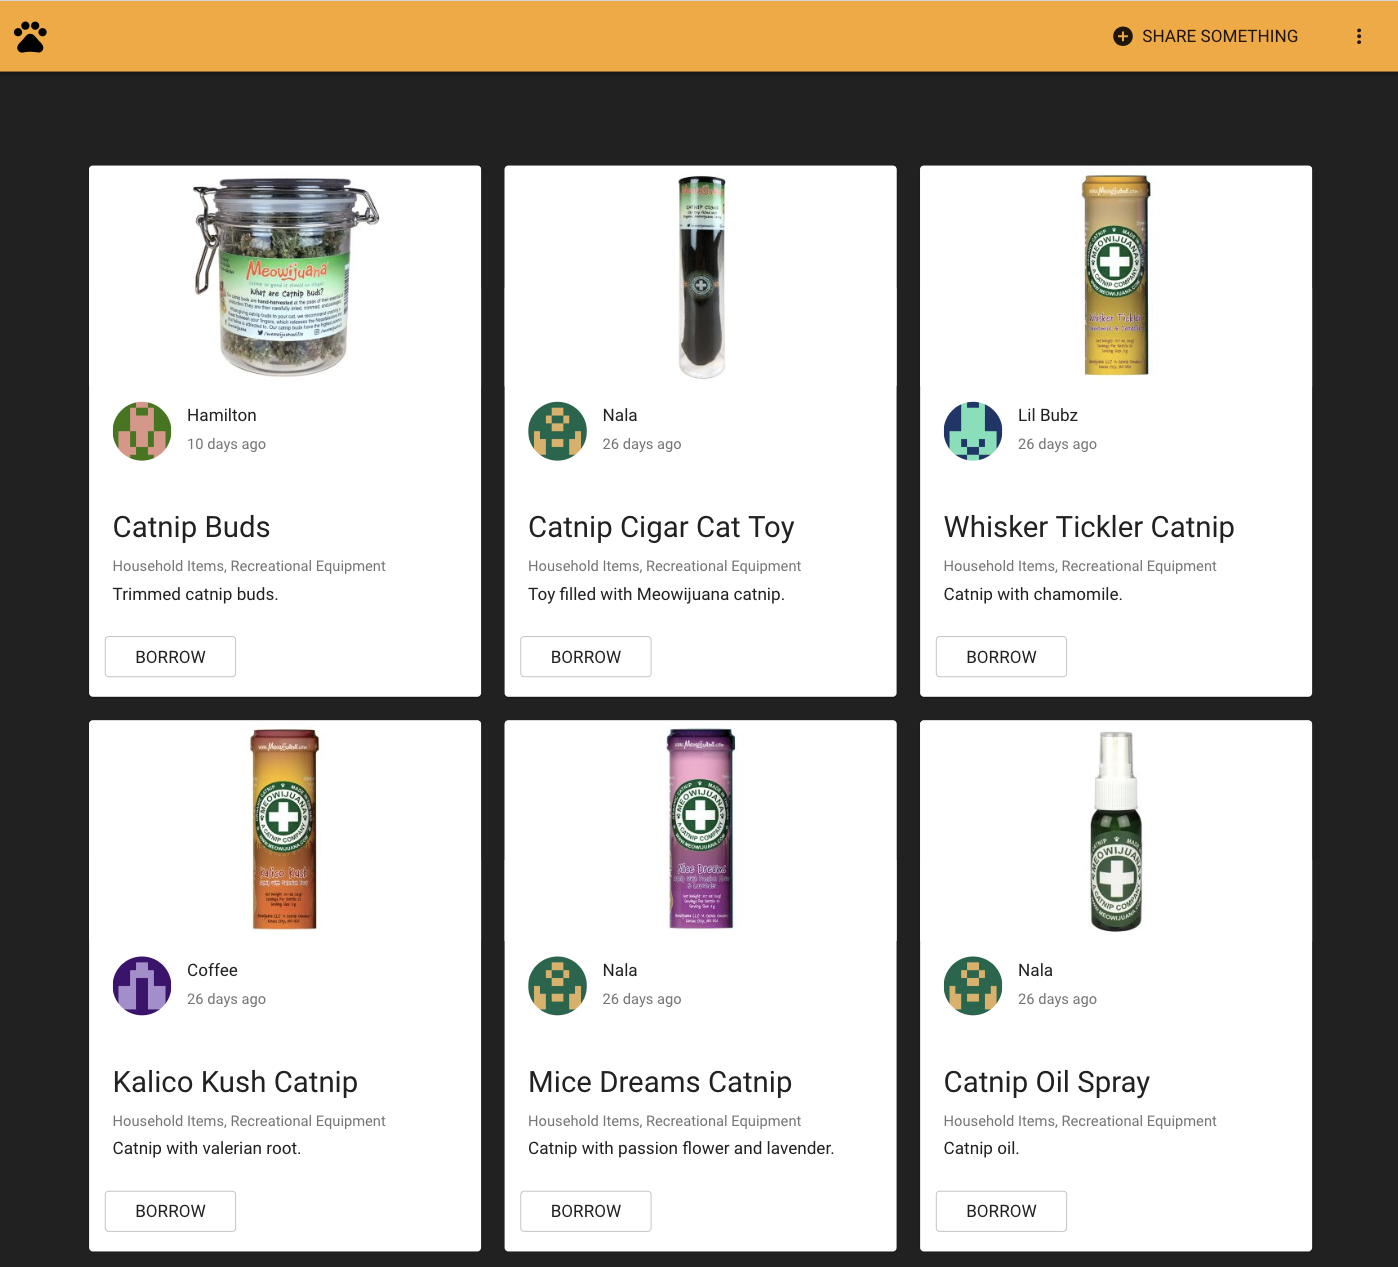 SHARE SOMETHING
Meowijuana
What are Catnip Buds?
MEOWIJUANA
A CATNIP COMPANY
Whisker Tickler
Hamilton
10 days ago
Nala
26 days ago
Lil Bubz
26 days ago
Catnip Buds
Household Items, Recreational Equipment
Trimmed catnip buds.
BORROW
Catnip Cigar Cat Toy
Household Items, Recreational Equipment
Toy filled with Meowijuana catnip.
BORROW
Whisker Tickler Catnip
Household Items, Recreational Equipment
Catnip with chamomile.
BORROW
MEOWIJUANA
A CATNIP COMPANY
Kalico Kush
MEOWIJUANA
A CATNIP COMPANY
Mice Dreams
MEOWIJUANA
Coffee
26 days ago
Nala
26 days ago
Nala
26 days ago
Kalico Kush Catnip
Household Items, Recreational Equipment
Catnip with valerian root.
BORROW
Mice Dreams Catnip
Household Items, Recreational Equipment
Catnip with passion flower and lavender.
BORROW
Catnip Oil Spray
Household Items, Recreational Equipment
Catnip oil.
BORROW